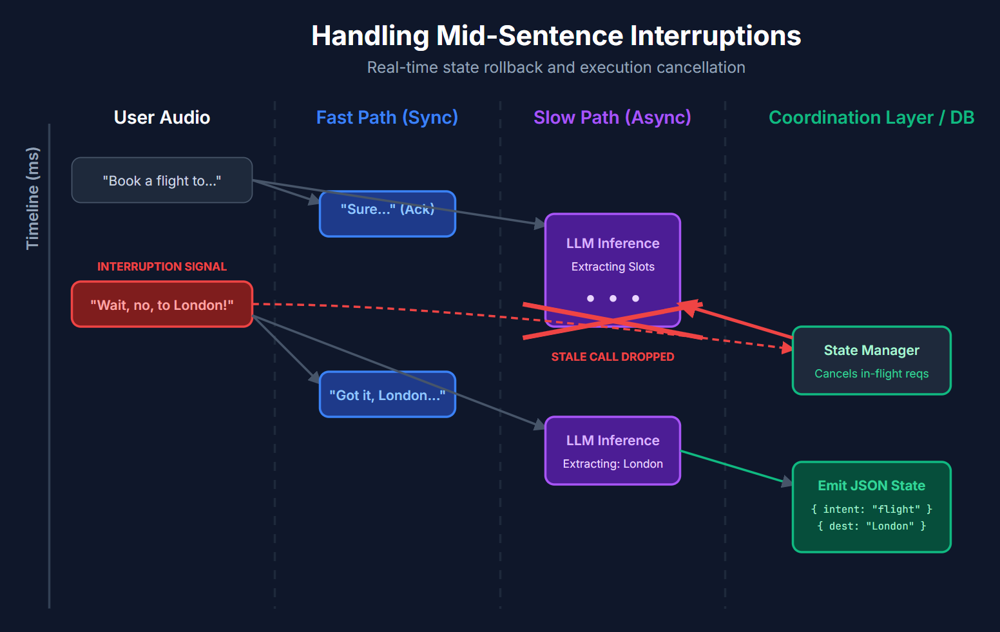 Handling Mid-Sentence Interruptions
Real-time state rollback and execution cancellation
User Audio
Fast Path (Sync)
Slow Path (Async)
Coordination Layer / DB
Timeline (ms)
"Book a flight to..."
"Sure..." (Ack)
LLM Inference
Extracting Slots
INTERRUPTION SIGNAL
"Wait, no, to London!"
STALE CALL DROPPED
State Manager
Cancels in-flight reqs
"Got it, London..."
LLM Inference
Extracting: London
Emit JSON State
{ intent: "flight" }
{ dest: "London" }